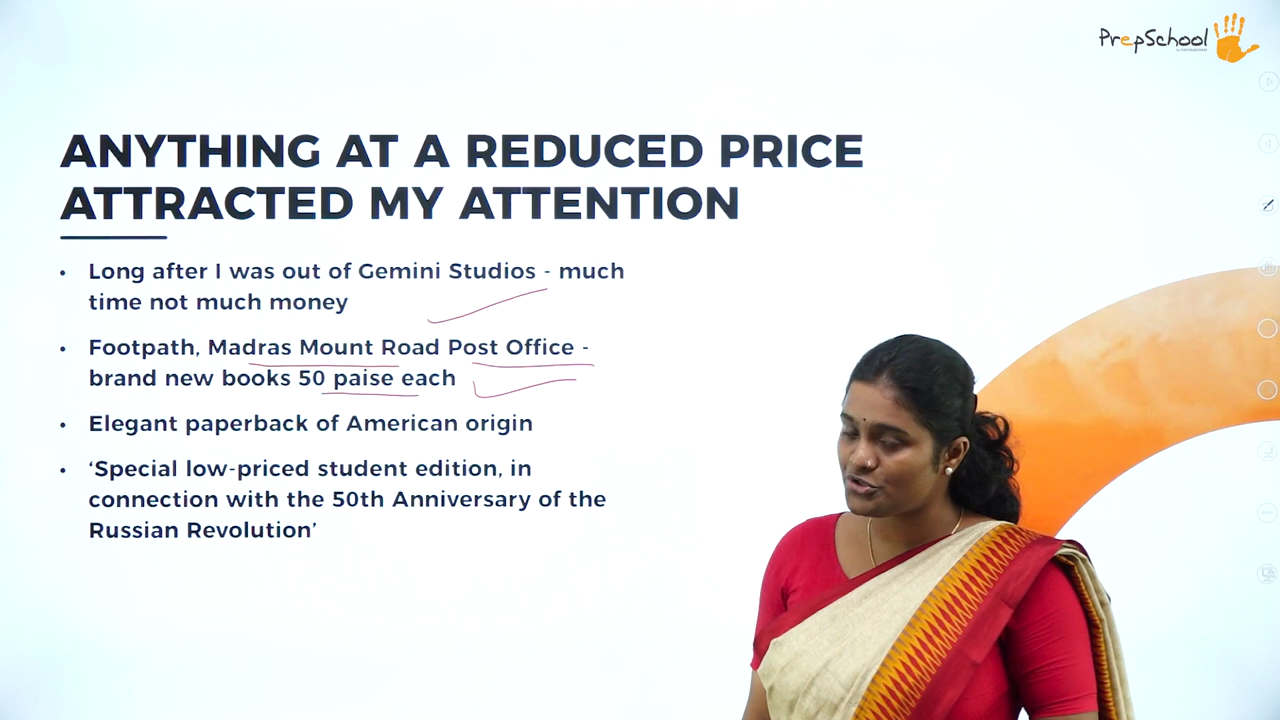 PrepSchool
ANYTHING AT A REDUCED PRICE
ATTRACTED MY ATTENTION
• Long after I was out of Gemini Studios - much
time not much money
• Footpath, Madras Mount Road Post Office -
brand new books 50 paise each
• Elegant paperback of American origin
• ‘Special low-priced student edition, in
connection with the 50th Anniversary of the
Russian Revolution’